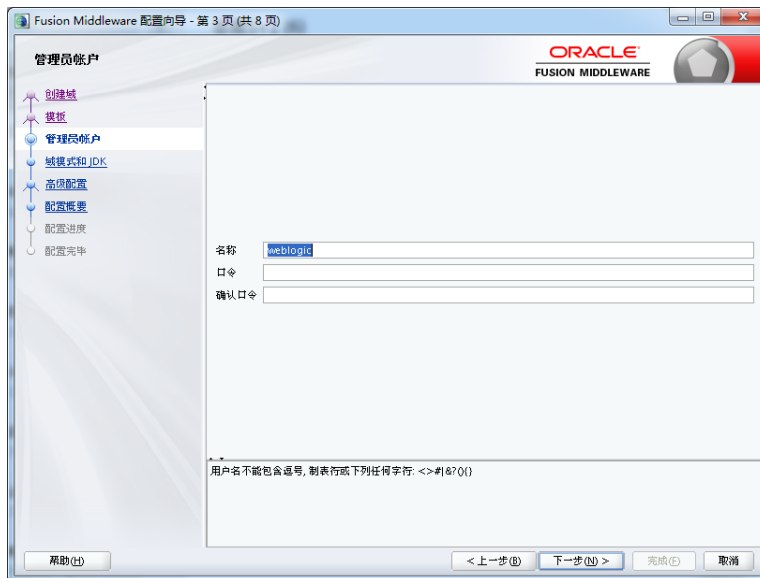 Fusion Middleware 配置向导 - 第 3 页 (共 8 页)
管理员帐户
ORACLE
FUSION MIDDLEWARE
创建域
模板
管理员帐户
域模式和 JDK
高级配置
配置概要
配置进度
配置完毕
名称 weblogic
口令
确认口令
用户名不能包含逗号, 制表符或下列任何字符: <>#|&?(){}
帮助(H)
< 上一步(B)
下一步(N) >
完成(F)
取消